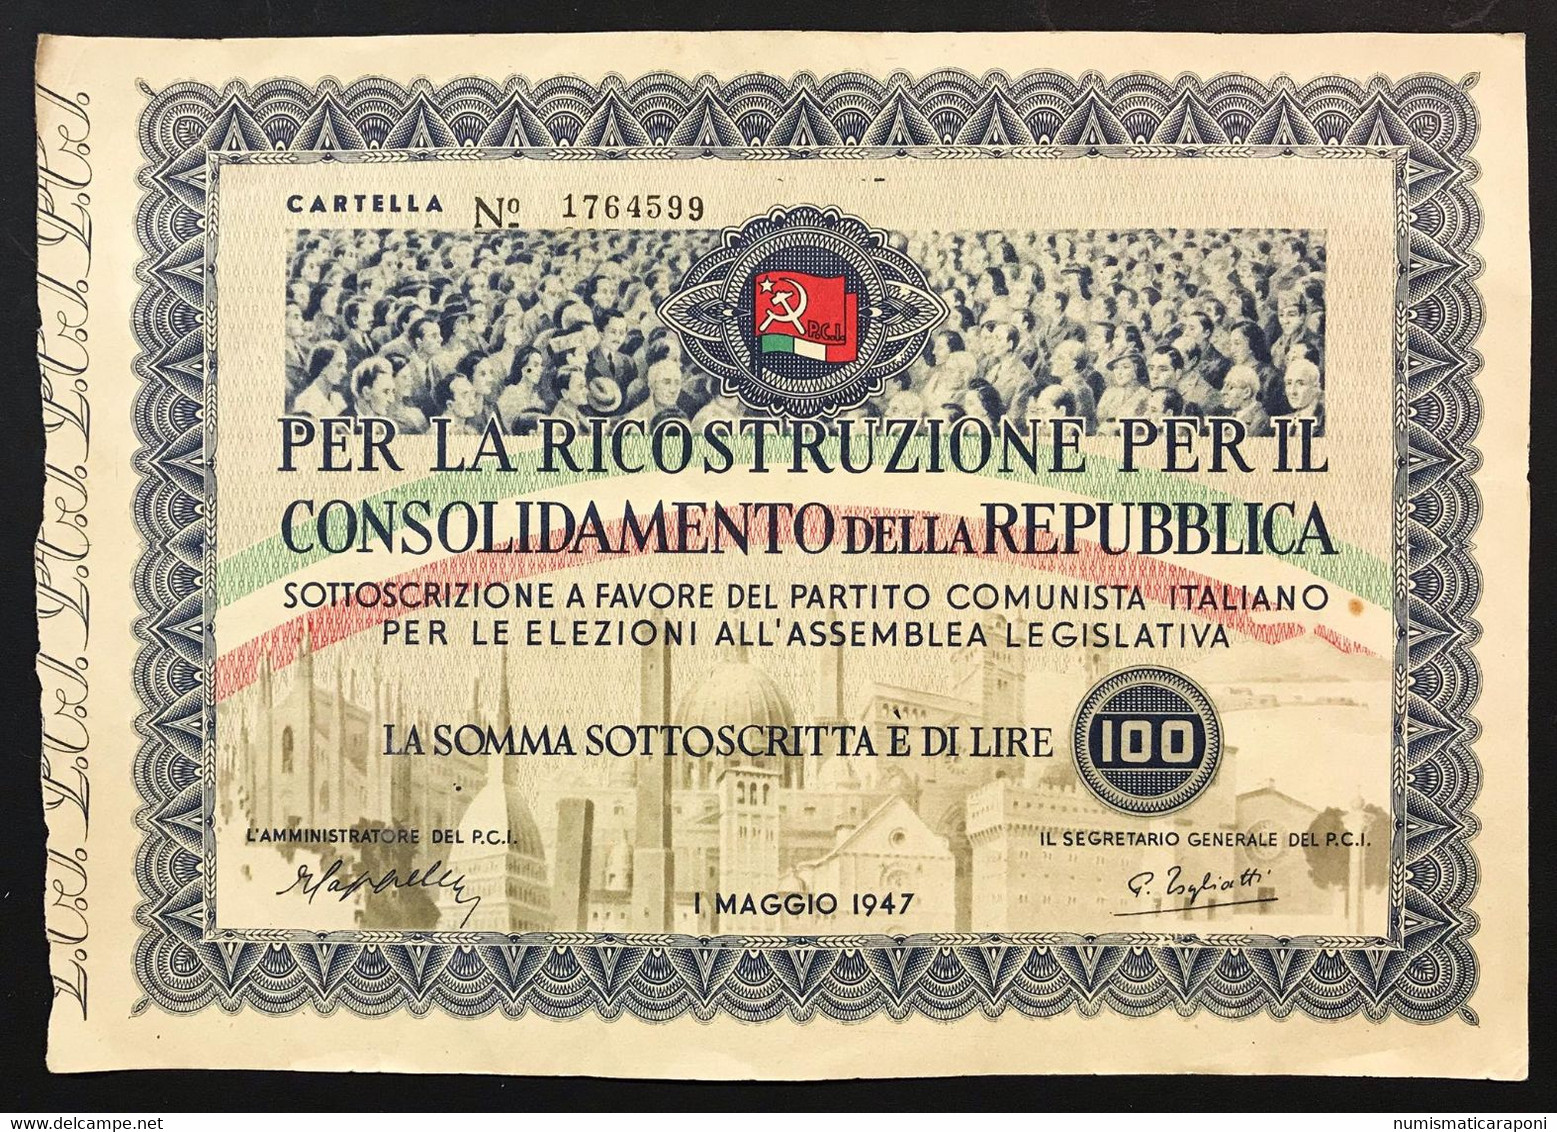 CARTELLA Nº 1764599
P.C.I.
PER LA RICOSTRUZIONE PER IL
CONSOLIDAMENTO DELLA REPUBBLICA
SOTTOSCRIZIONE A FAVORE DEL PARTITO COMUNISTA ITALIANO
PER LE ELEZIONI ALL'ASSEMBLEA LEGISLATIVA
LA SOMMA SOTTOSCRITTA È DI LIRE 100
L'AMMINISTRATORE DEL P.C.I.
IL SEGRETARIO GENERALE DEL P.C.I.
P. Togliatti
1 MAGGIO 1947
numismaticaraponi